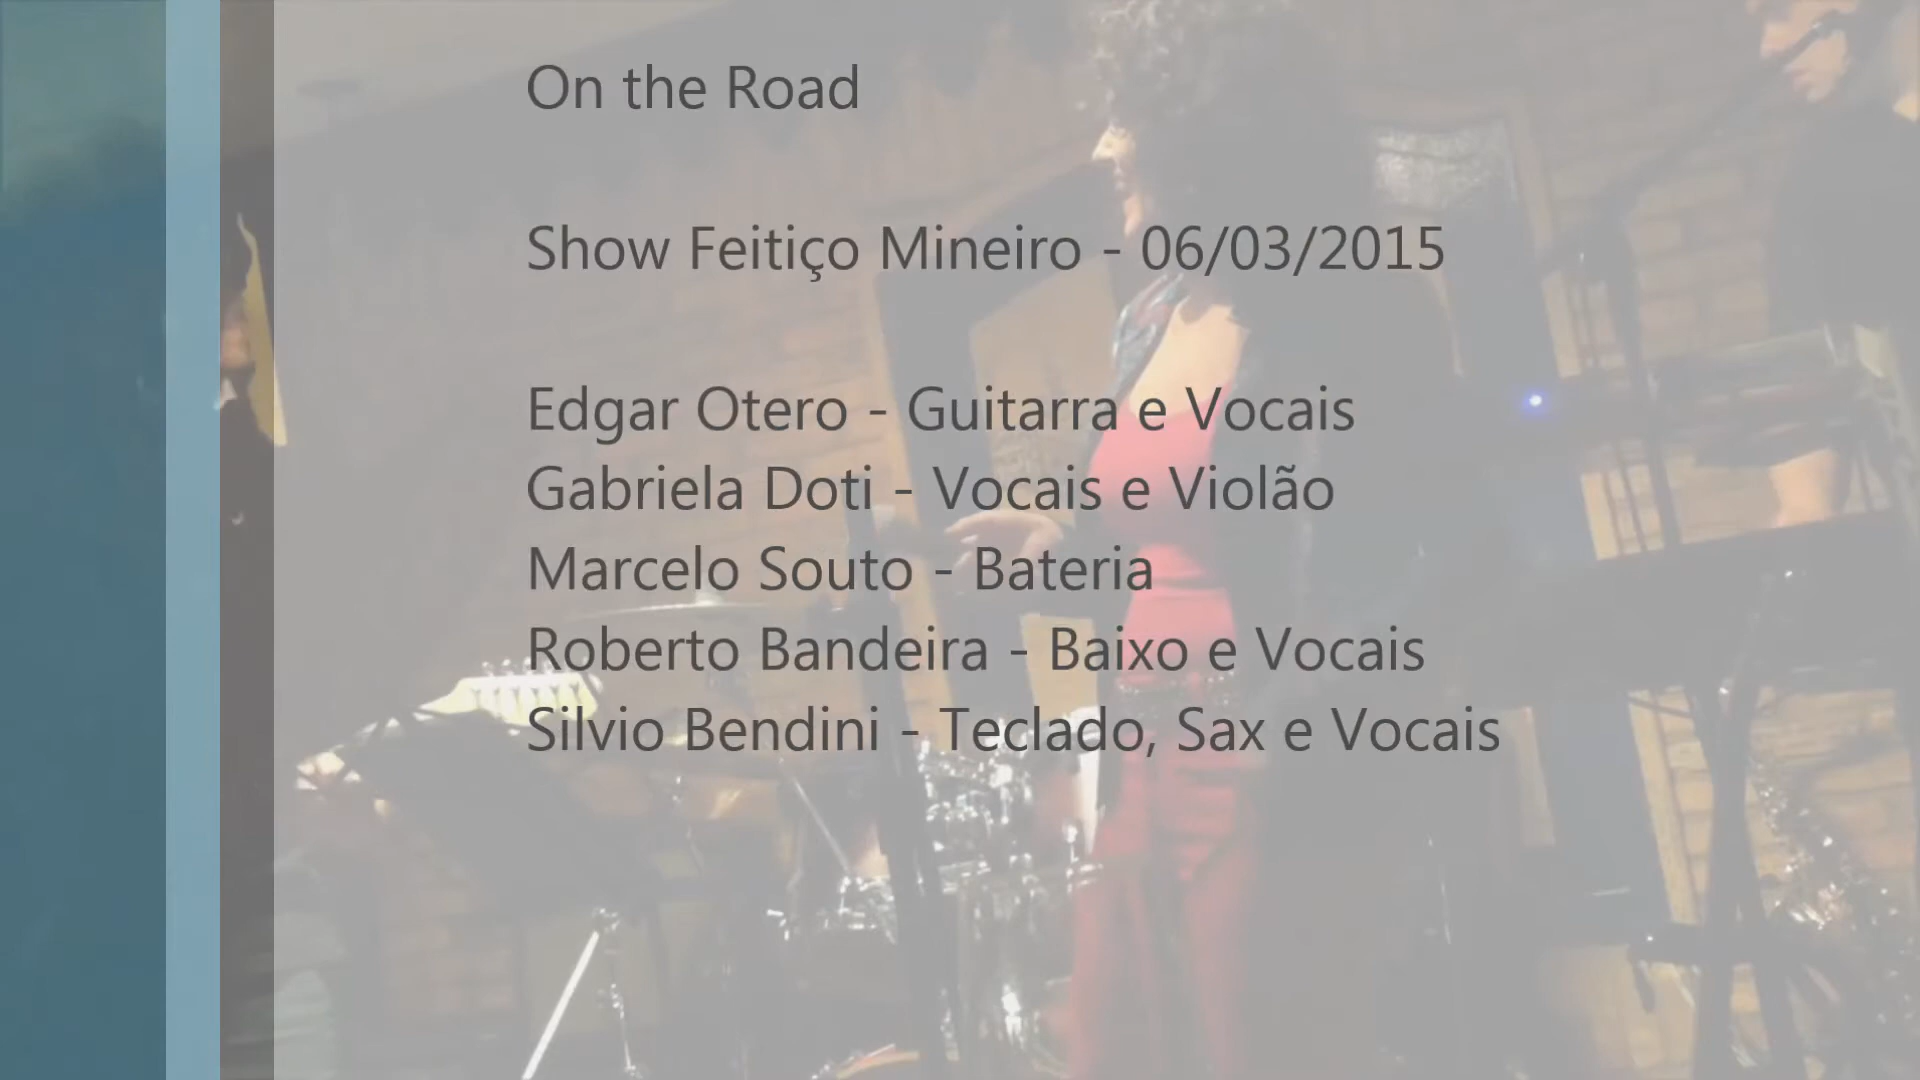 On the Road
Show Feitiço Mineiro - 06/03/2015
Edgar Otero - Guitarra e Vocais
Gabriela Doti - Vocais e Violão
Marcelo Souto - Bateria
Roberto Bandeira - Baixo e Vocais
Silvio Bendini - Teclado, Sax e Vocais